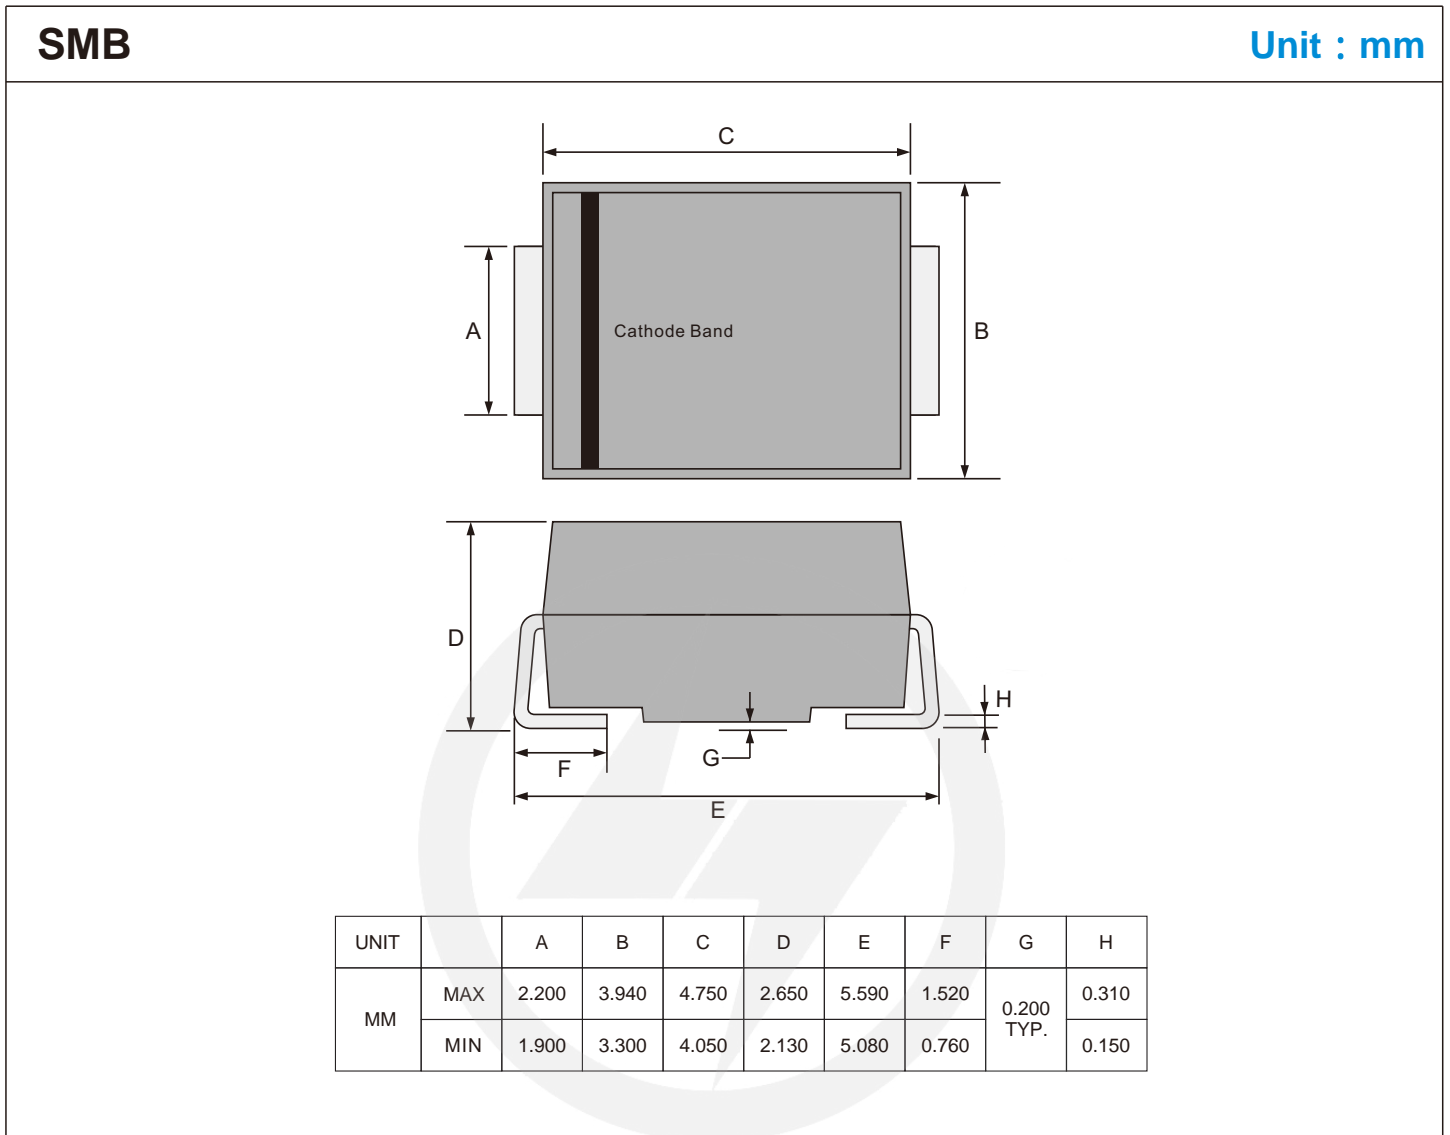 SMB Unit : mm
C
A
Cathode Band
B
D
H
G
F
E
UNIT A B C D E F G H
MM MAX 2.200 3.940 4.750 2.650 5.590 1.520 0.200 TYP. 0.310
MIN 1.900 3.300 4.050 2.130 5.080 0.760 0.150